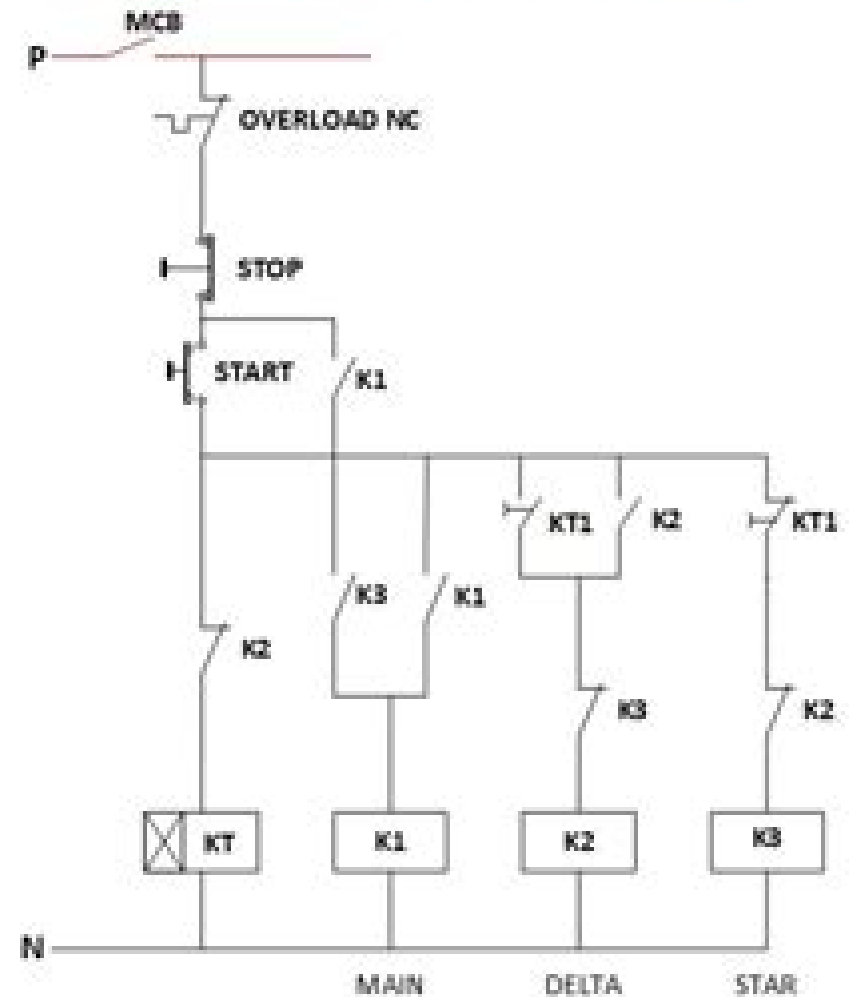 MCB
P
OVERLOAD NC
STOP
START
K1
KT1
K2
KT1
K3
K1
K2
K3
K2
KT
K1
K2
K3
N
MAIN
DELTA
STAR